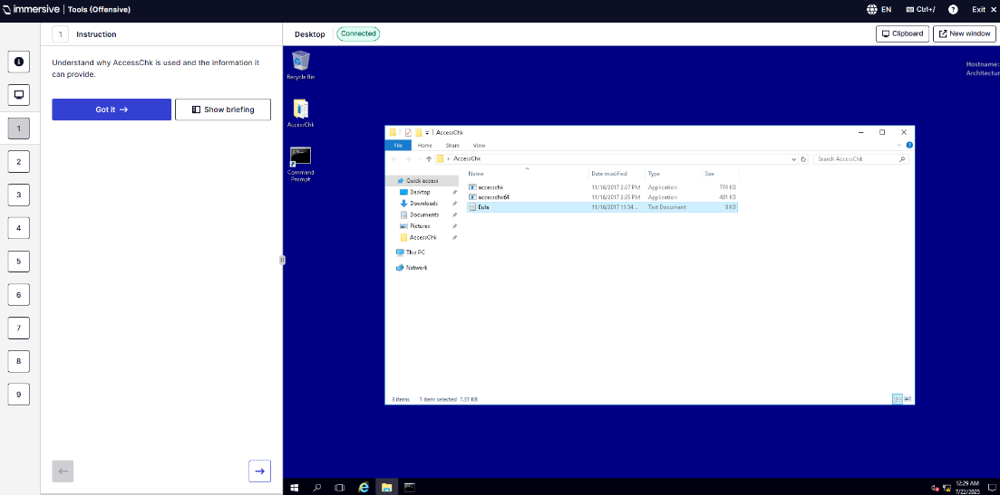 immersive | Tools (Offensive)
EN
Ctrl+/
?
Exit ×
1 Instruction
Understand why AccessChk is used and the information it
can provide.
Got it →
Show briefing
1
2
3
4
5
6
7
8
9
←
→
Desktop
Connected
Clipboard
New window
Recycle Bin
AccessChk
Command
Prompt
Hostname:
Architectur
AccessChk
File Home Share View
AccessChk
Search AccessChk
Quick access
Desktop
Downloads
Documents
Pictures
AccessChk
This PC
Network
Name Date modified Type Size
accesschk 11/16/2017 2:27 PM Application 774 KB
accesschk64 11/16/2017 2:25 PM Application 401 KB
Eula 11/16/2017 11:34 ... Text Document 8 KB
3 items 1 item selected 7.31 KB
12:29 AM
7/22/2025